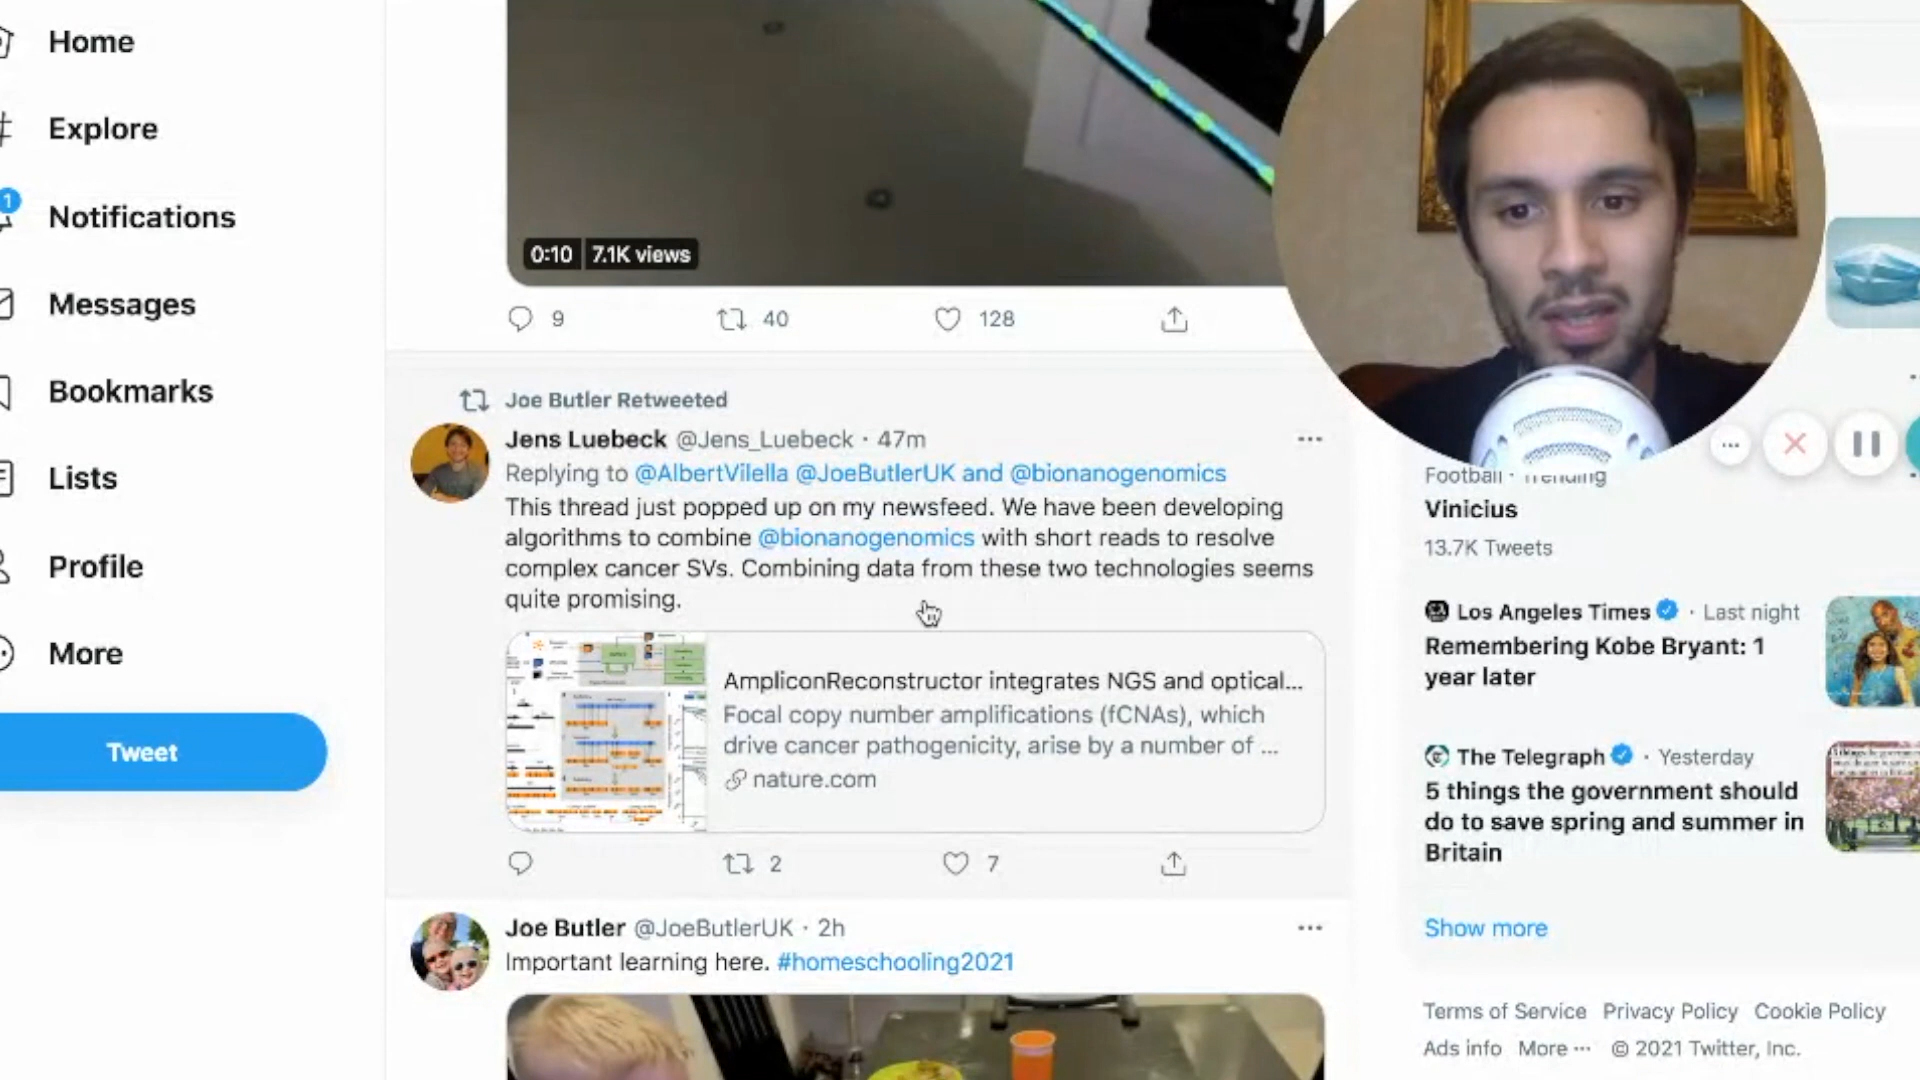 Home
Explore
1
Notifications
Messages
Bookmarks
Lists
Profile
More
Tweet
0:10 7.1K views
9 40 128
Joe Butler Retweeted
Jens Luebeck @Jens_Luebeck · 47m
Replying to @AlbertVilella @JoeButlerUK and @bionanogenomics
This thread just popped up on my newsfeed. We have been developing
algorithms to combine @bionanogenomics with short reads to resolve
complex cancer SVs. Combining data from these two technologies seems
quite promising.
AmpliconReconstructor integrates NGS and optical...
Focal copy number amplifications (fCNAs), which
drive cancer pathogenicity, arise by a number of ...
nature.com
2 7
Joe Butler @JoeButlerUK · 2h
Important learning here. #homeschooling2021
Football · Trending
Vinicius
13.7K Tweets
Los Angeles Times · Last night
Remembering Kobe Bryant: 1
year later
The Telegraph · Yesterday
5 things the government should
do to save spring and summer in
Britain
Show more
Terms of Service Privacy Policy Cookie Policy
Ads info More ··· © 2021 Twitter, Inc.